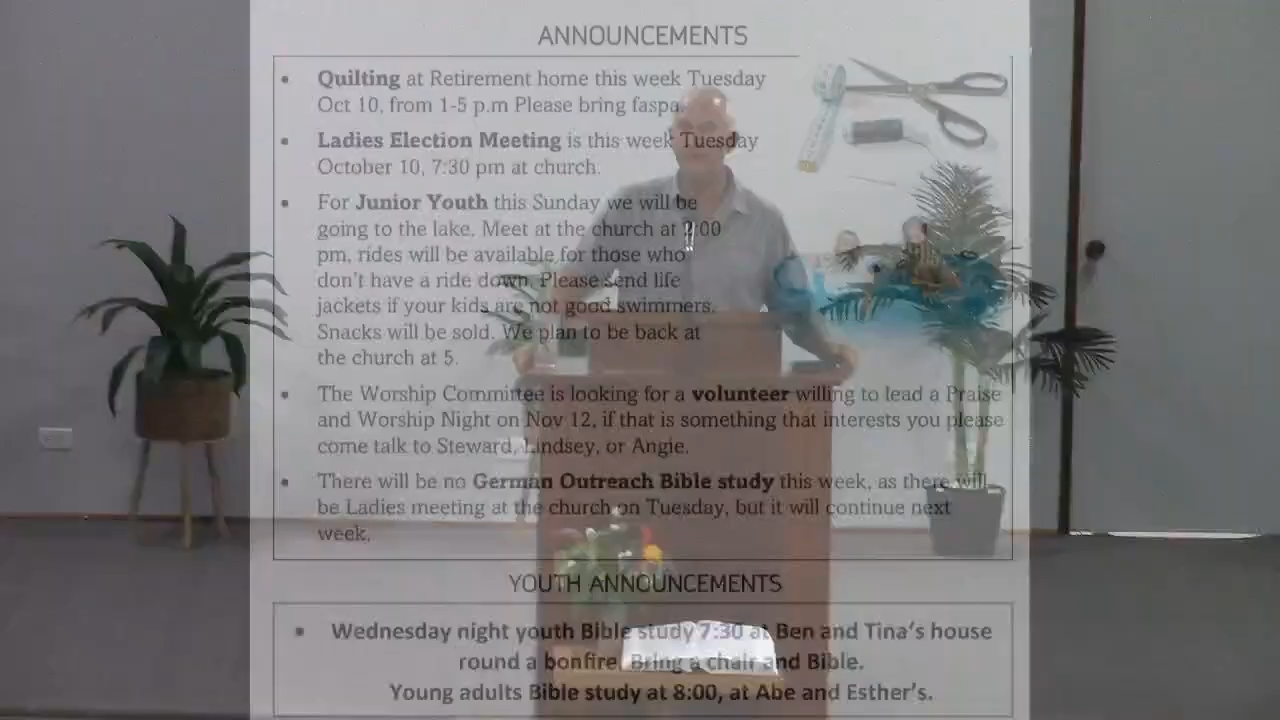 ANNOUNCEMENTS
• Quilting at Retirement home this week Tuesday
Oct 10, from 1-5 p.m Please bring faspa.
• Ladies Election Meeting is this week Tuesday
October 10, 7:30 pm at church.
• For Junior Youth this Sunday we will be
going to the lake. Meet at the church at 2:00
pm, rides will be available for those who
don't have a ride down. Please send life
jackets if your kids are not good swimmers.
Snacks will be sold. We plan to be back at
the church at 5.
• The Worship Committee is looking for a volunteer willing to lead a Praise
and Worship Night on Nov 12, if that is something that interests you please
come talk to Steward, Lindsey, or Angie.
• There will be no German Outreach Bible study this week, as there will
be Ladies meeting at the church on Tuesday, but it will continue next
week.
YOUTH ANNOUNCEMENTS
• Wednesday night youth Bible study 7:30 at Ben and Tina's house
round a bonfire. Bring a chair and Bible.
Young adults Bible study at 8:00, at Abe and Esther's.